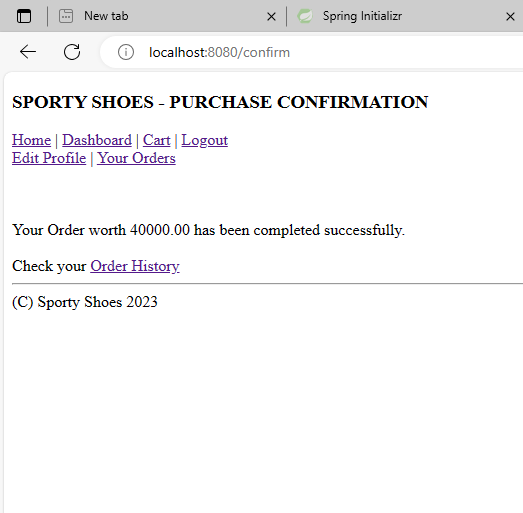 New tab
Spring Initializr
localhost:8080/confirm
SPORTY SHOES - PURCHASE CONFIRMATION
Home | Dashboard | Cart | Logout
Edit Profile | Your Orders
Your Order worth 40000.00 has been completed successfully.
Check your Order History
(C) Sporty Shoes 2023